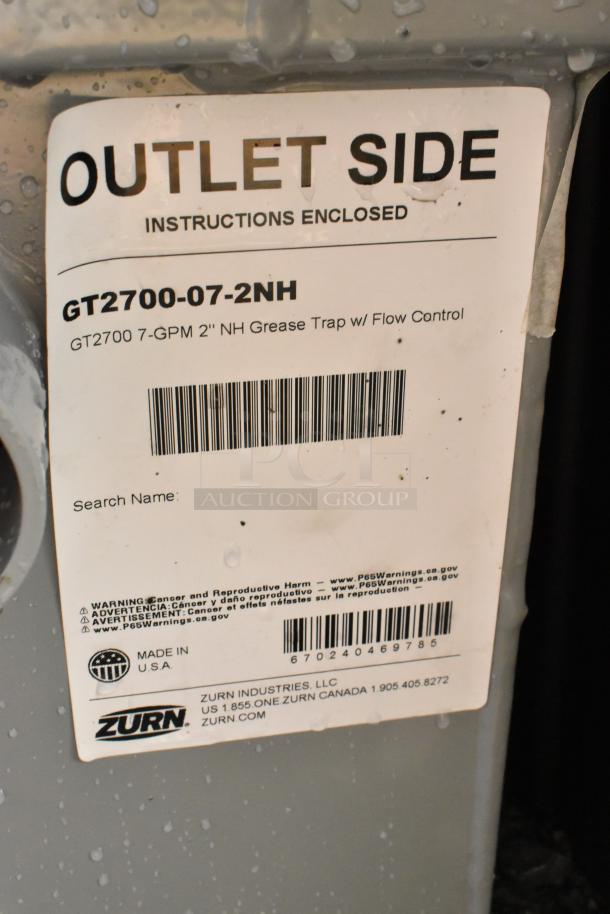 OUTLET SIDE
INSTRUCTIONS ENCLOSED
GT2700-07-2NH
GT2700 7-GPM 2" NH Grease Trap w/ Flow Control
PCI
AUCTION GROUP
Search Name:
⚠ WARNING: Cancer and Reproductive Harm - www.P65Warnings.ca.gov
⚠ ADVERTENCIA: Cáncer y daño reproductivo - www.P65Warnings.ca.gov
⚠ AVERTISSEMENT: Cancer et effets néfastes sur la reproduction -
⚠ www.P65Warnings.ca.gov
MADE IN
U.S.A.
670240469785
ZURN INDUSTRIES, LLC
US 1.855.ONE.ZURN CANADA 1.905.405.8272
ZURN.COM
ZURN